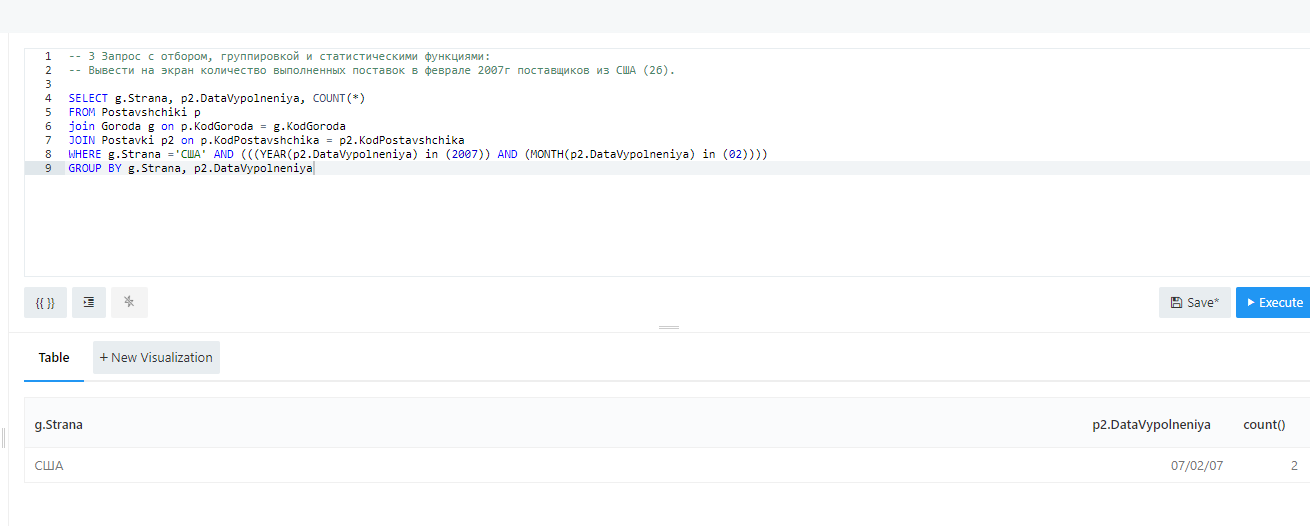 1 -- 3 Запрос с отбором, группировкой и статистическими функциями:
2 -- Вывести на экран количество выполненных поставок в феврале 2007г поставщиков из США (2б).
3
4 SELECT g.Strana, p2.DataVypolneniya, COUNT(*)
5 FROM Postavshchiki p
6 join Goroda g on p.KodGoroda = g.KodGoroda
7 JOIN Postavki p2 on p.KodPostavshchika = p2.KodPostavshchika
8 WHERE g.Strana ='США' AND (((YEAR(p2.DataVypolneniya) in (2007)) AND (MONTH(p2.DataVypolneniya) in (02))))
9 GROUP BY g.Strana, p2.DataVypolneniya
{{ }} Save* Execute
Table + New Visualization
g.Strana p2.DataVypolneniya count()
США 07/02/07 2